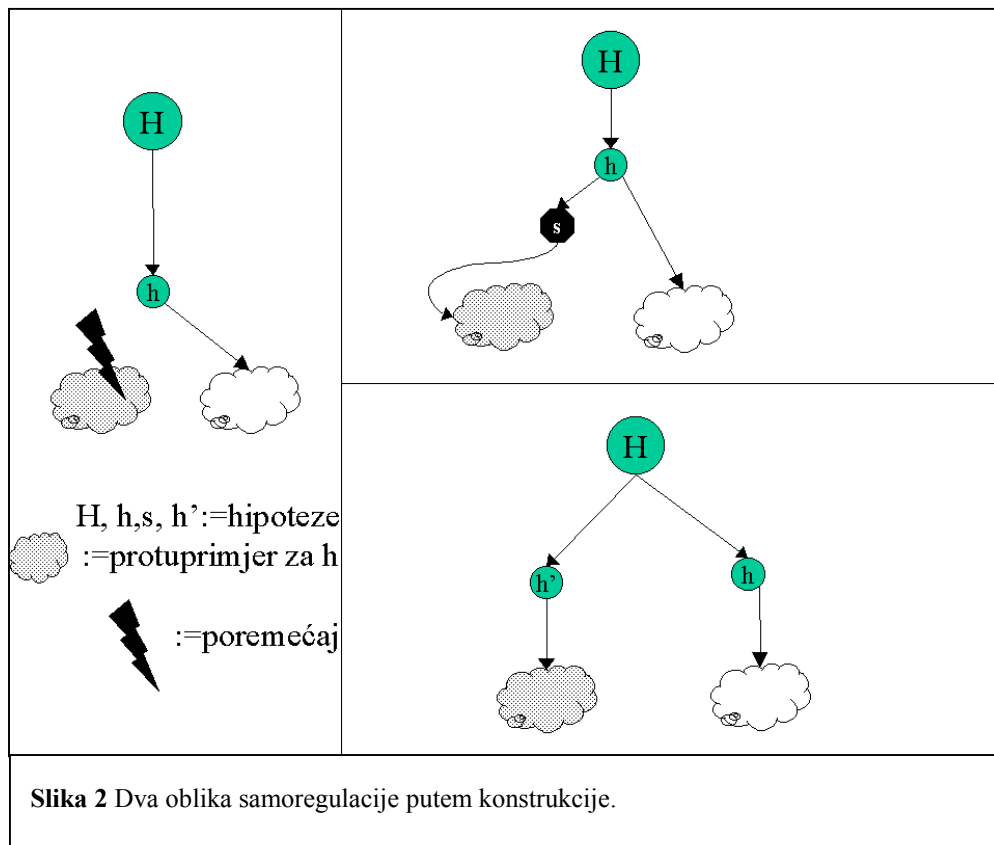 H
h
H, h,s, h’:=hipoteze
:=protuprimjer za h
:=poremećaj
H
h
s
H
h’
h
Slika 2 Dva oblika samoregulacije putem konstrukcije.